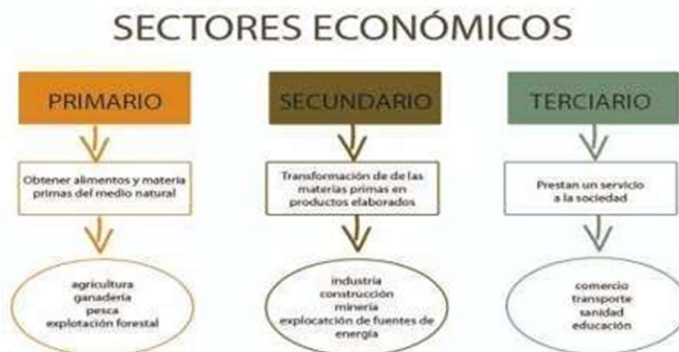 SECTORES ECONÓMICOS
PRIMARIO
Obtener alimentos y materia
primas del medio natural
agricultura
ganadería
pesca
explotación forestal
SECUNDARIO
Transformación de de las
materias primas en
productos elaborados
industria
construcción
minería
explocatción de fuentes de
energía
TERCIARIO
Prestan un servicio
a la sociedad
comercio
transporte
sanidad
educación